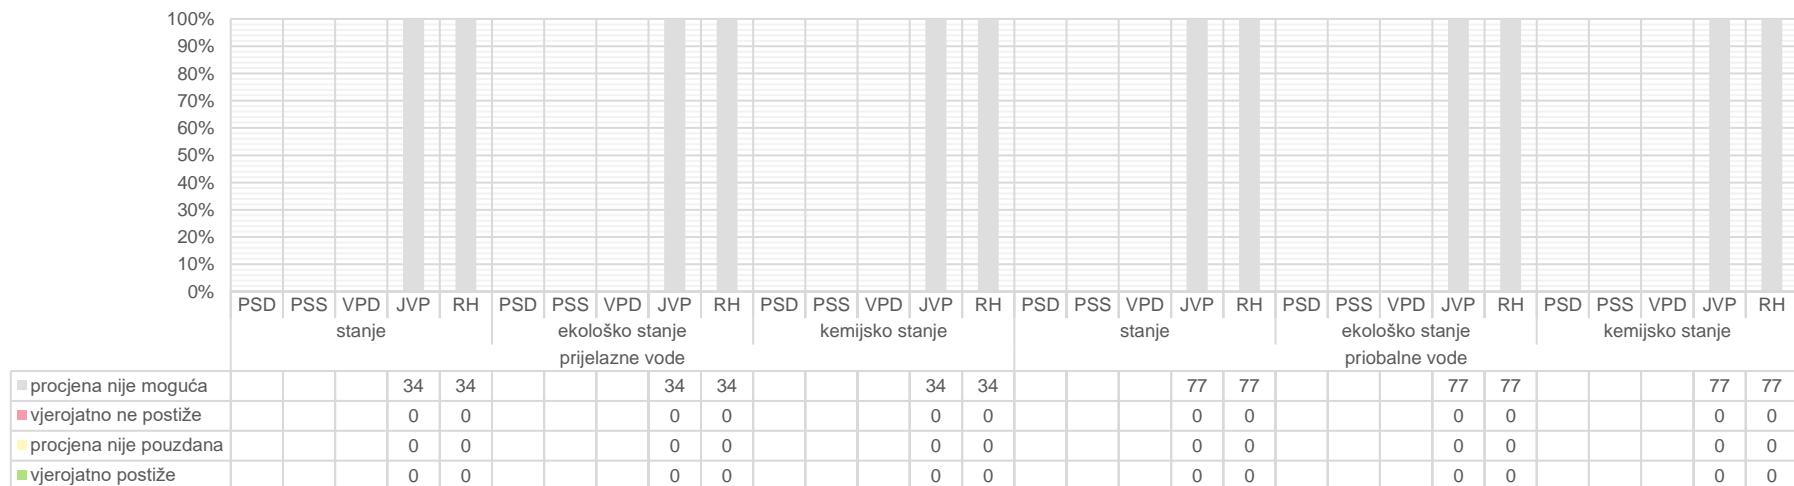 100%
90%
80%
70%
60%
50%
40%
30%
20%
10%
0%
PSD PSS VPD JVP RH PSD PSS VPD JVP RH PSD PSS VPD JVP RH PSD PSS VPD JVP RH PSD PSS VPD JVP RH PSD PSS VPD JVP RH
stanje ekološko stanje kemijsko stanje stanje ekološko stanje kemijsko stanje
prijelazne vode priobalne vode
procjena nije moguća 34 34 34 34 34 34 77 77 77 77 77 77
vjerojatno ne postiže 0 0 0 0 0 0 0 0 0 0 0 0
procjena nije pouzdana 0 0 0 0 0 0 0 0 0 0 0 0
vjerojatno postiže 0 0 0 0 0 0 0 0 0 0 0 0